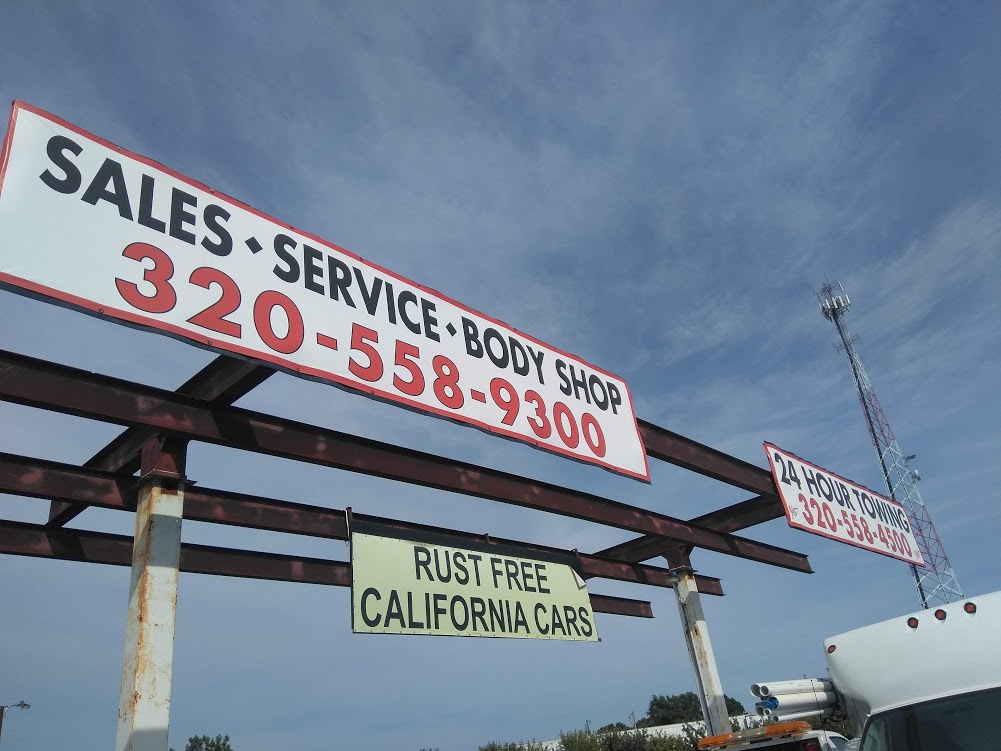 SALES • SERVICE • BODY SHOP
320-558-9300
24 HOUR TOWING
320-558-4500
RUST FREE
CALIFORNIA CARS